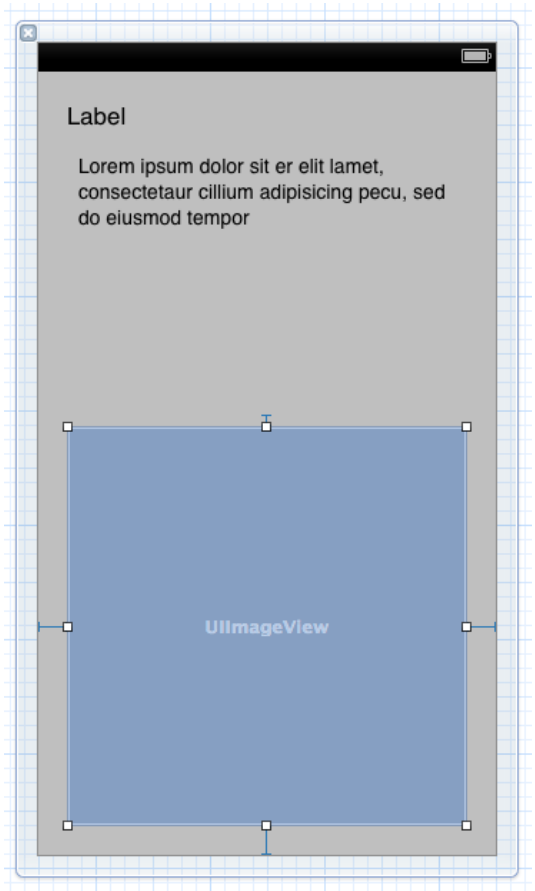 Label
Lorem ipsum dolor sit er elit lamet,
consectetaur cillium adipisicing pecu, sed
do eiusmod tempor
UIImageView